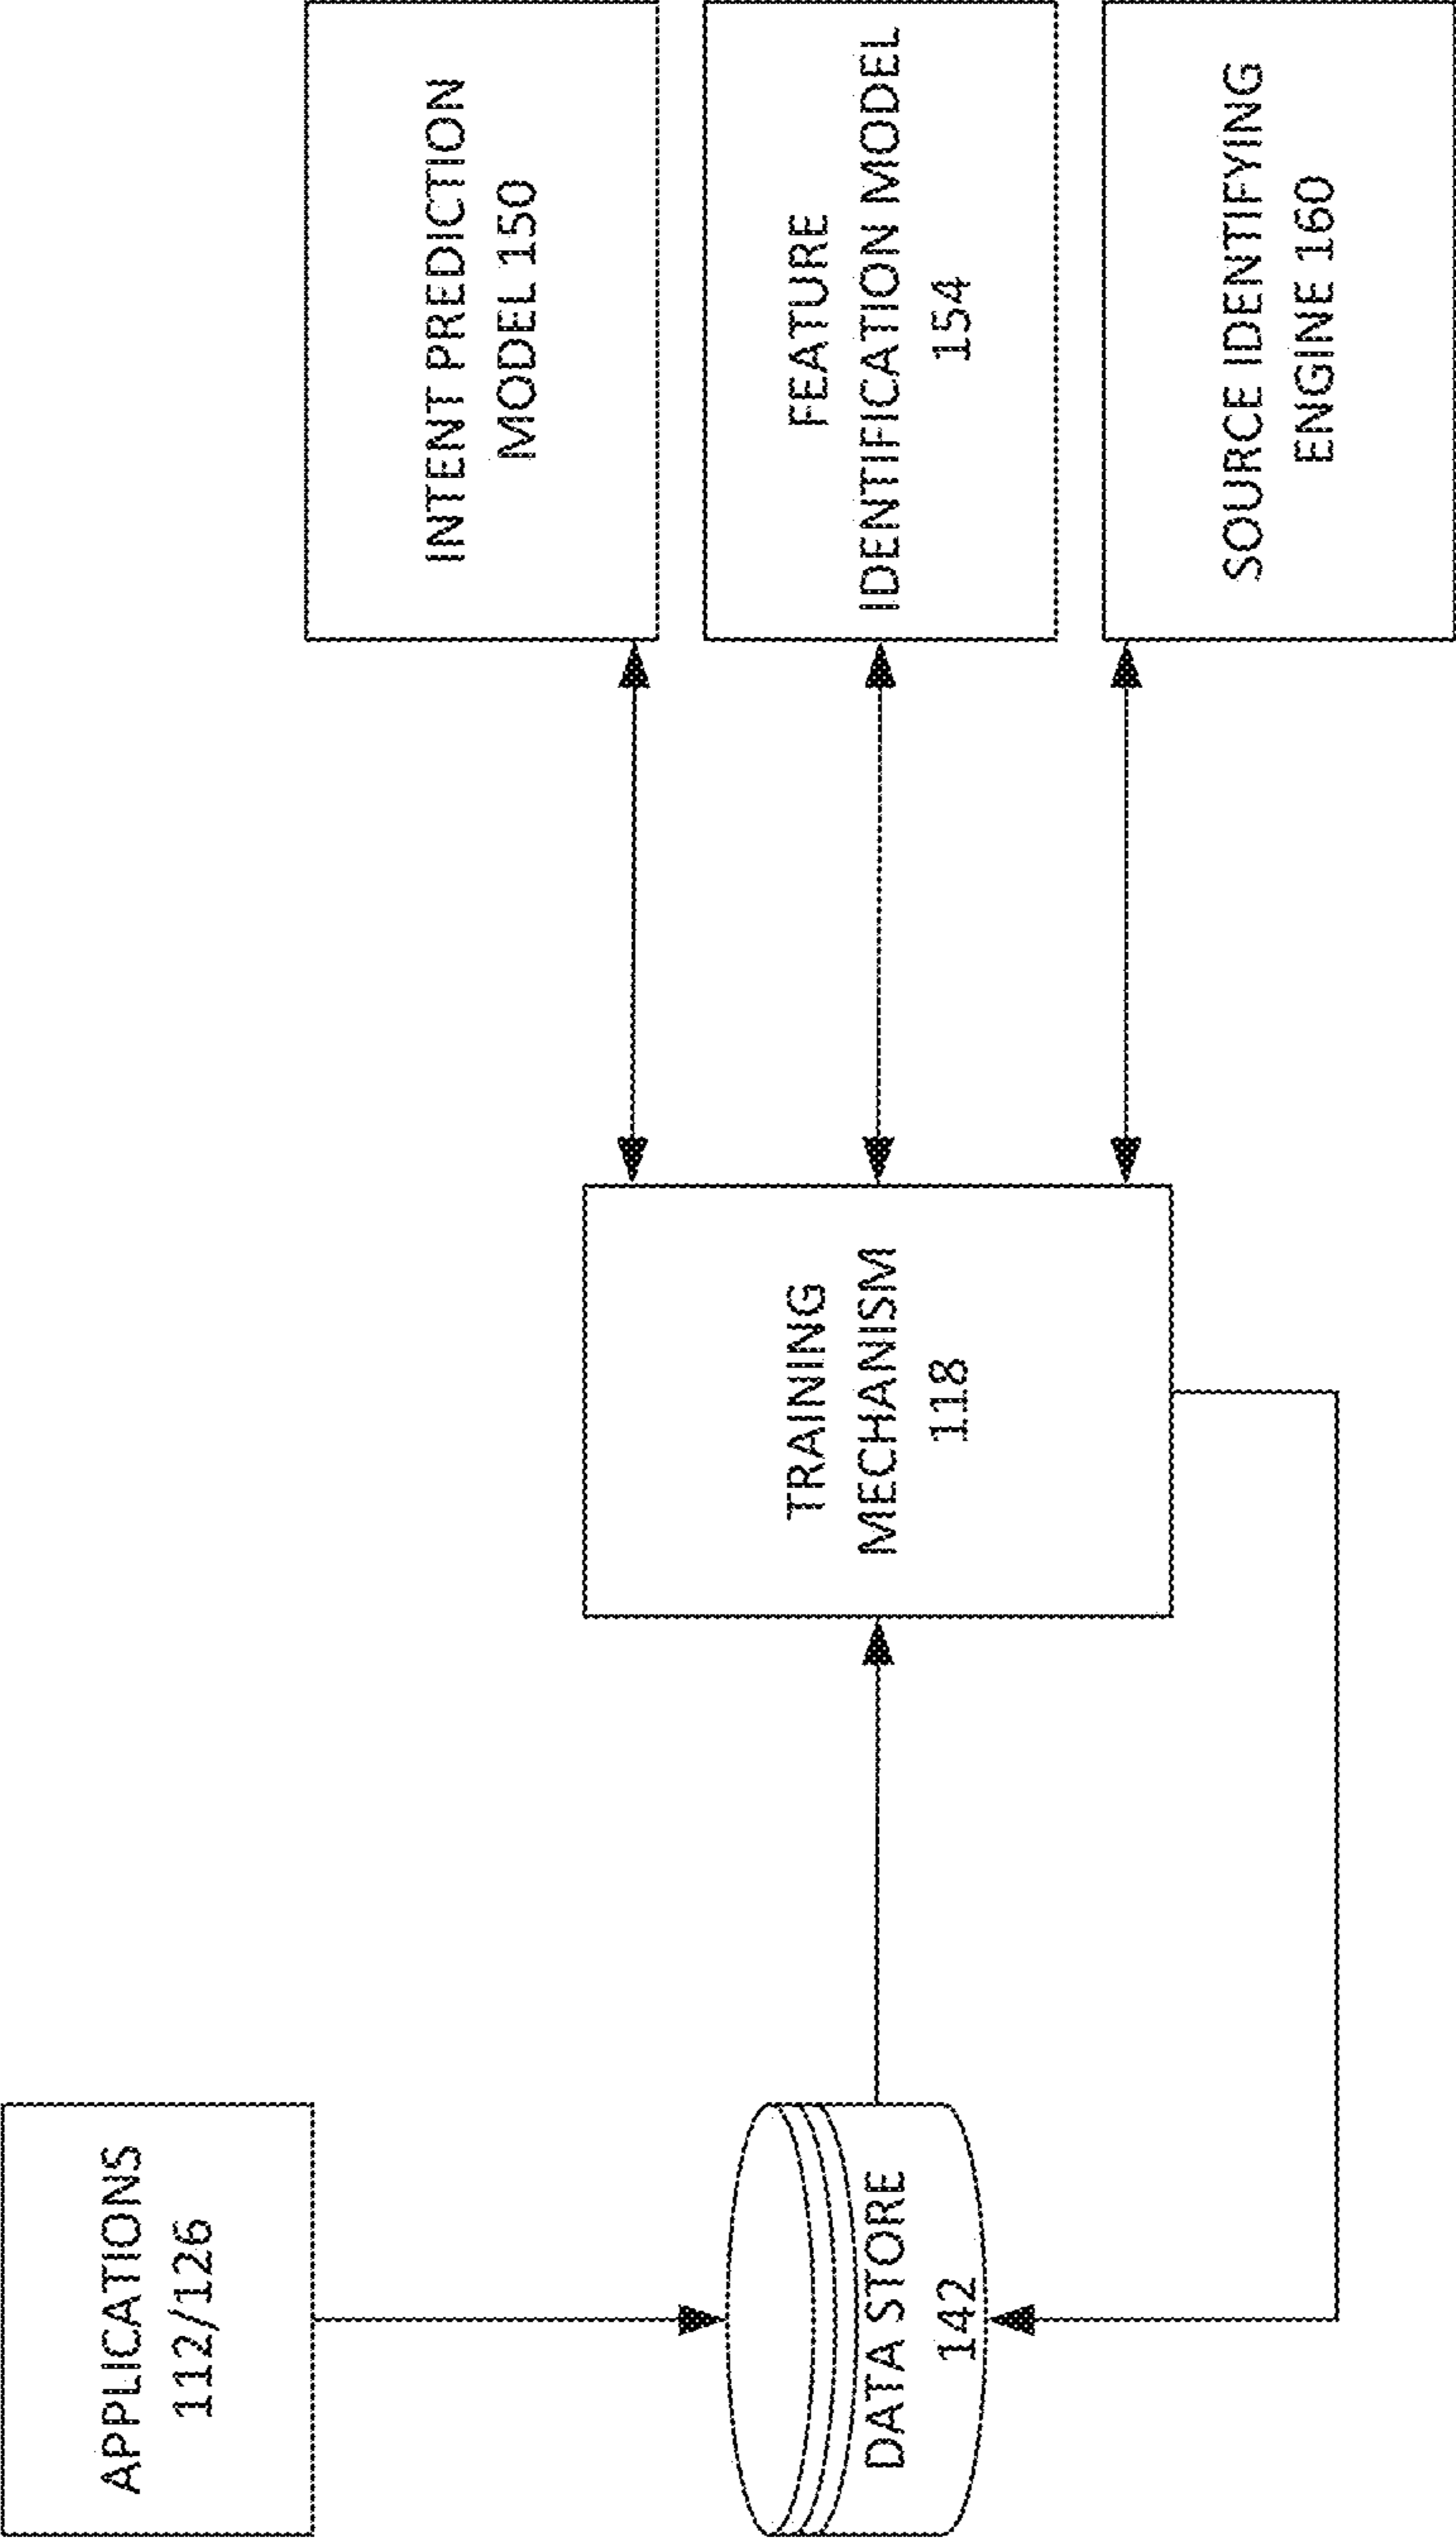 APPLICATIONS
112/126
DATA STORE
142
TRAINING
MECHANISM
118
INTENT PREDICTION
MODEL 150
FEATURE
IDENTIFICATION MODEL
154
SOURCE IDENTIFYING
ENGINE 160